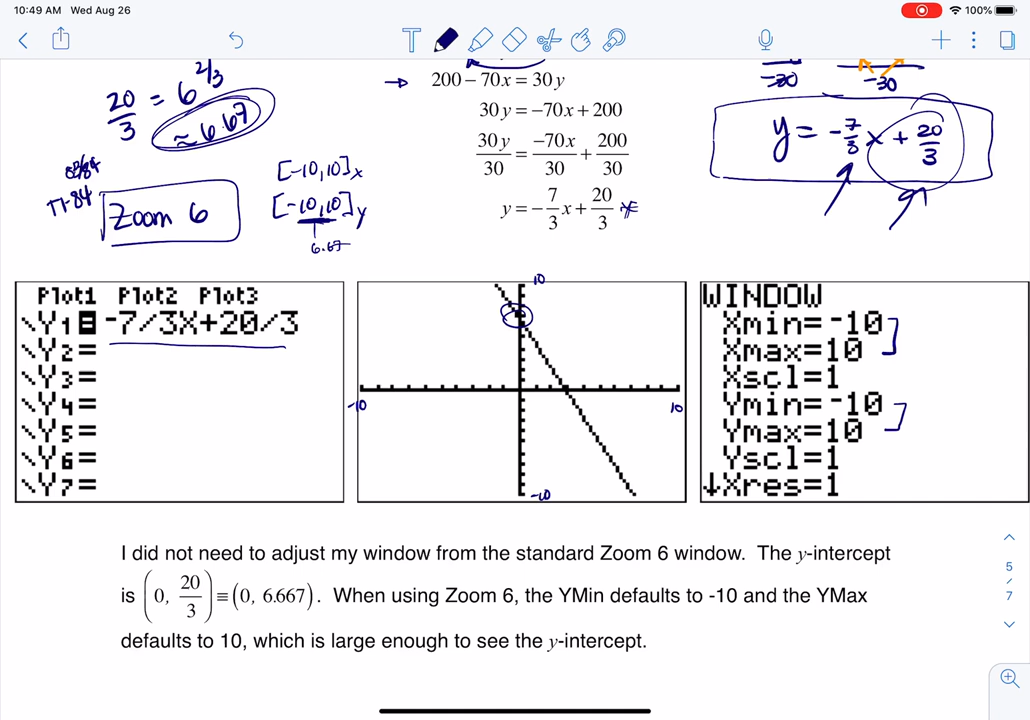 10:49 AM Wed Aug 26
100%
20/3 = 6 2/3
≈ 6.67
TI-84
Zoom 6
[-10,10]x
[-10,10]y
6.67
→ 200 − 70x = 30y
30y = −70x + 200
30y/30 = −70x/30 + 200/30
y = −7/3 x + 20/3 *
-30
-30
y = -7/3 x + 20/3
Plot1 Plot2 Plot3
\Y1=-7/3X+20/3
\Y2=
\Y3=
\Y4=
\Y5=
\Y6=
\Y7=
10
-10
10
-10
WINDOW
Xmin=-10
Xmax=10
Xscl=1
Ymin=-10
Ymax=10
Yscl=1
↓Xres=1
I did not need to adjust my window from the standard Zoom 6 window. The y-intercept
is (0, 20/3) ≡ (0, 6.667). When using Zoom 6, the YMin defaults to -10 and the YMax
defaults to 10, which is large enough to see the y-intercept.
5
/
7